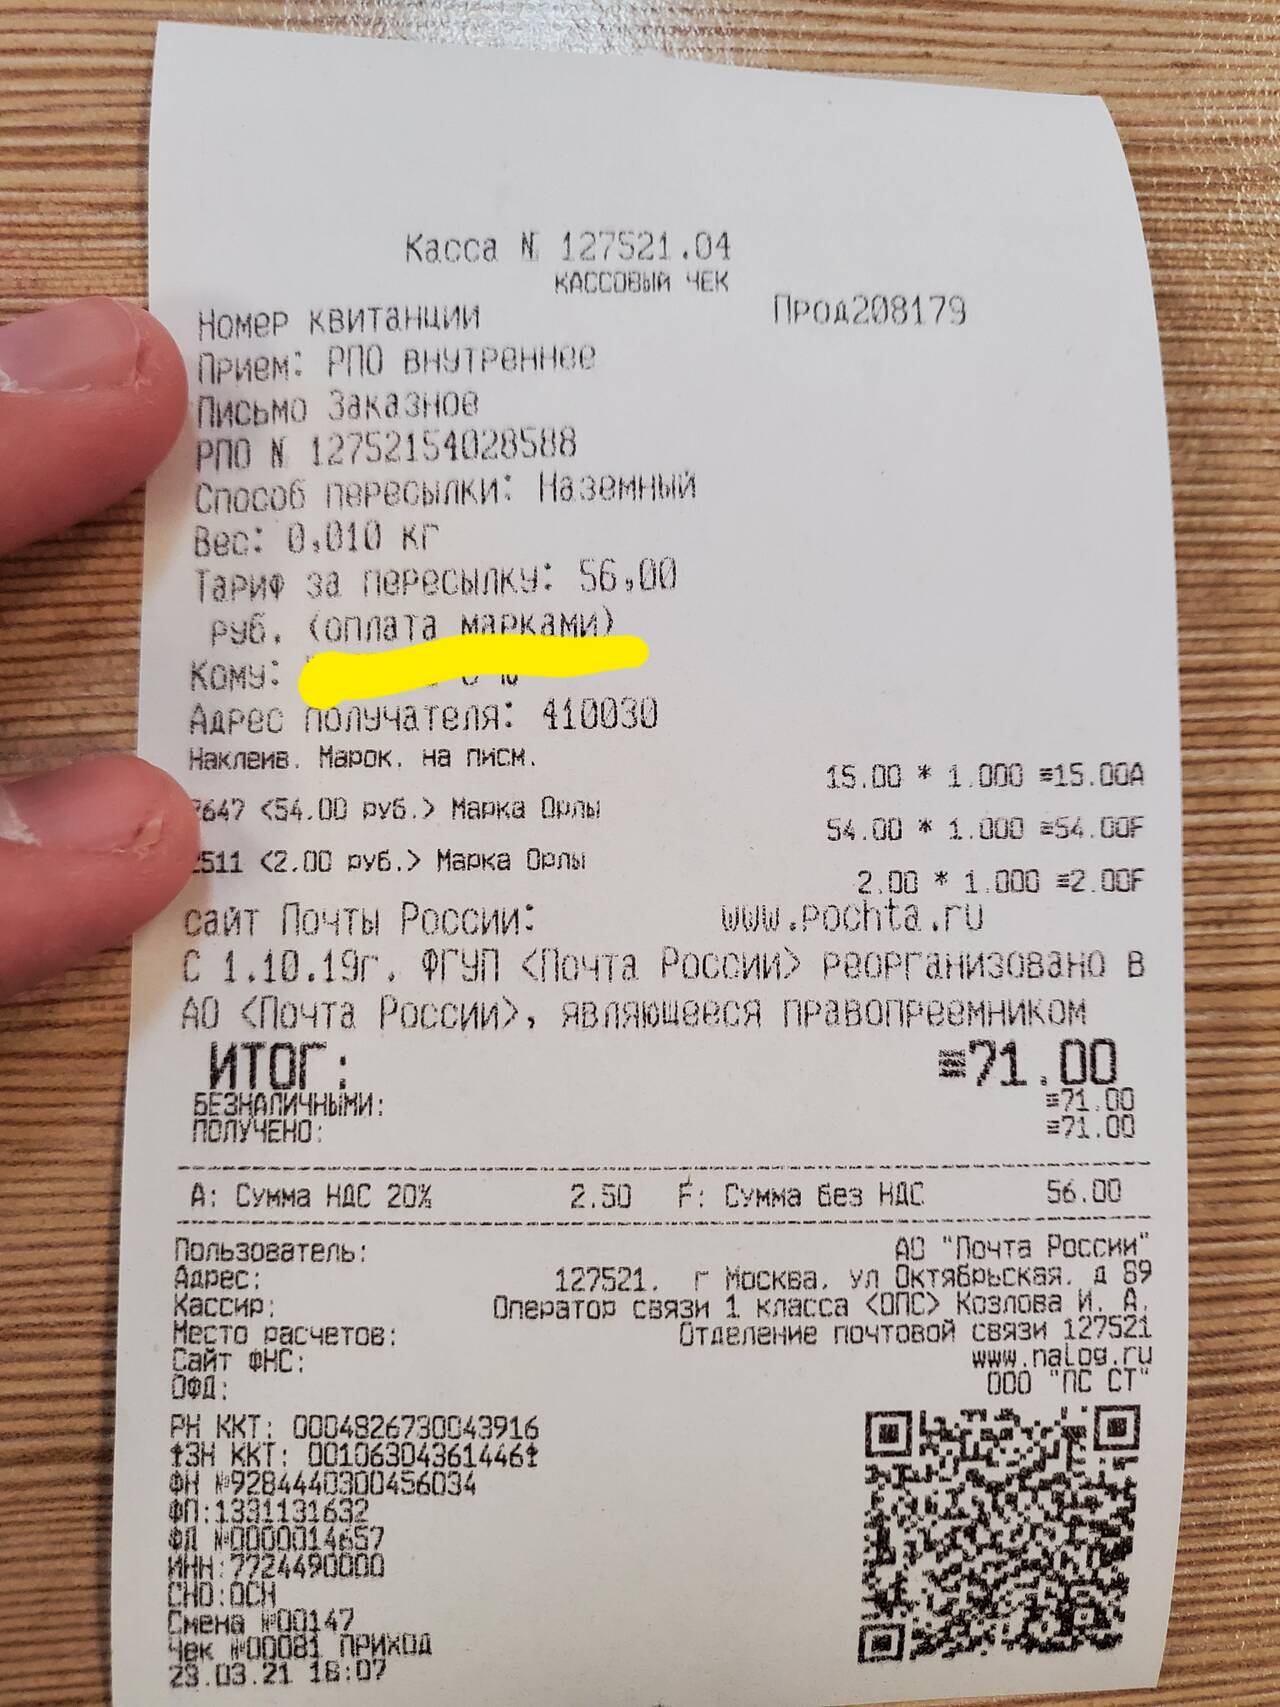 Касса № 127521.04
КАССОВЫЙ ЧЕК
Номер квитанции Прод208179
Прием: РПО внутреннее
Письмо Заказное
РПО № 12752154028588
Способ пересылки: Наземный
Вес: 0,010 кг
Тариф за пересылку: 56,00
руб. (оплата марками)
Кому:
Адрес получателя: 410030
Наклеив. Марок. на писм.
15.00 * 1.000 ≡15.00А
2647 <54.00 руб.> Марка Орлы
54.00 * 1.000 ≡54.00F
2511 <2.00 руб.> Марка Орлы
2.00 * 1.000 ≡2.00F
сайт Почты России: www.pochta.ru
С 1.10.19г. ФГУП <Почта России> реорганизовано в
АО <Почта России>, являющееся правопреемником
ИТОГ: ≡71.00
БЕЗНАЛИЧНЫМИ: ≡71.00
ПОЛУЧЕНО: ≡71.00
А: Сумма НДС 20% 2.50 F: Сумма без НДС 56.00
Пользователь: АО "Почта России"
Адрес: 127521, г Москва, ул Октябрьская, д 89
Кассир: Оператор связи 1 класса <ОПС> Козлова И. А.
Место расчетов: Отделение почтовой связи 127521
Сайт ФНС: www.nalog.ru
ОФД: ООО "ПС СТ"
РН ККТ: 0004826730043916
ЗН ККТ: 00106304361446
ФН №9284440300456034
ФП:1331131632
ФД №0000014657
ИНН:7724490000
СНО:ОСН
Смена №00147
Чек №00081 ПРИХОД
23.03.21 16:07